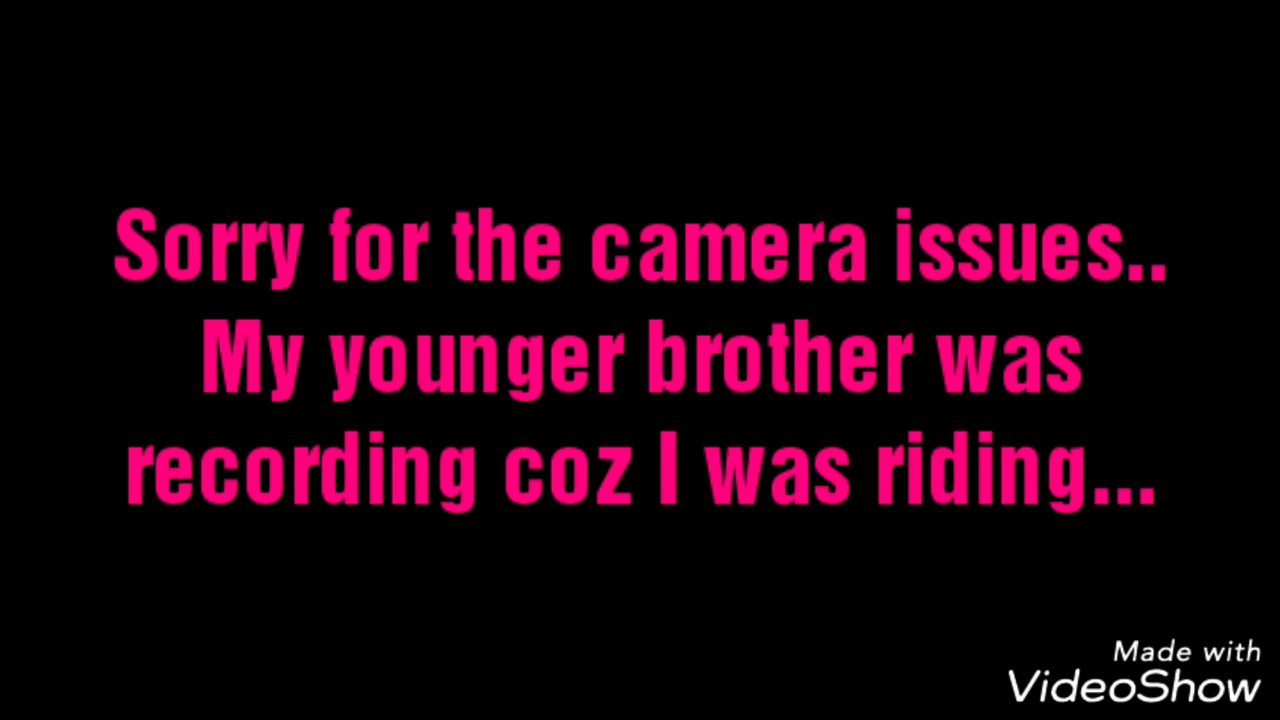 Sorry for the camera issues..
My younger brother was
recording coz I was riding...
Made with
VideoShow